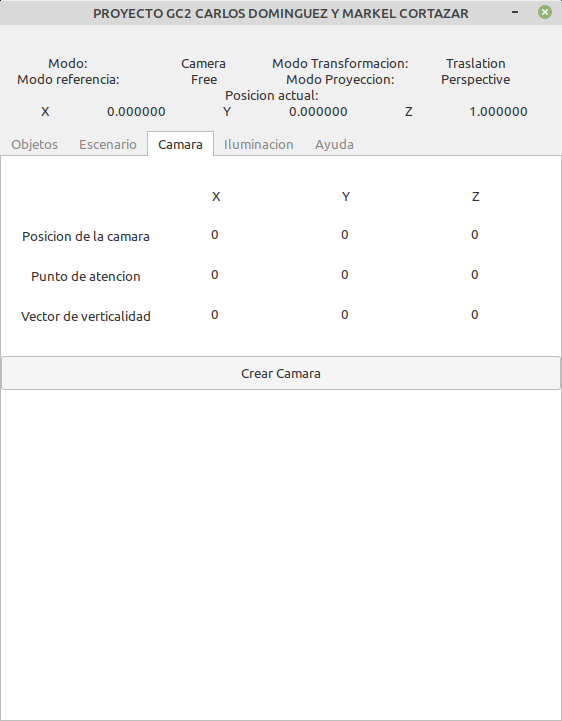 PROYECTO GC2 CARLOS DOMINGUEZ Y MARKEL CORTAZAR
Modo: Camera Modo Transformacion: Traslation
Modo referencia: Free Modo Proyeccion: Perspective
Posicion actual:
X 0.000000 Y 0.000000 Z 1.000000
Objetos Escenario Camara Iluminacion Ayuda
X Y Z
Posicion de la camara 0 0 0
Punto de atencion 0 0 0
Vector de verticalidad 0 0 0
Crear Camara